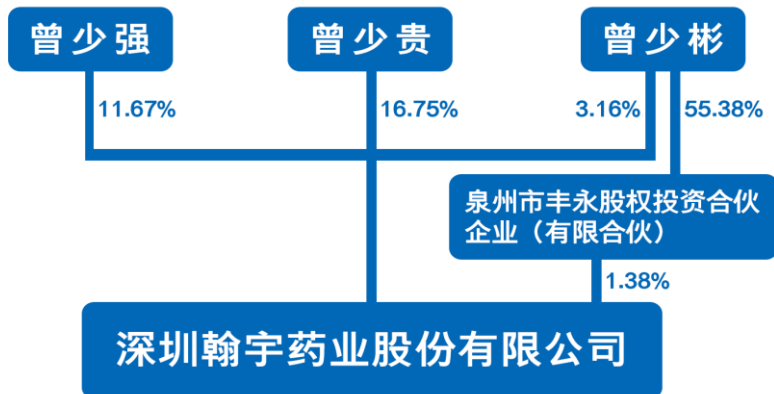 曾少强
曾少贵
曾少彬
11.67%
16.75%
3.16%
55.38%
泉州市丰永股权投资合伙
企业（有限合伙）
1.38%
深圳翰宇药业股份有限公司